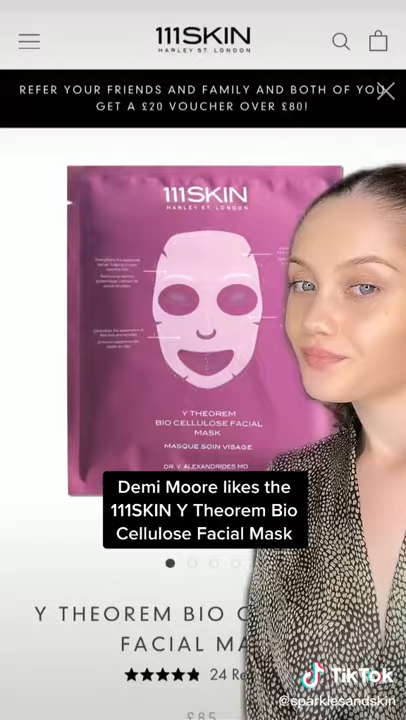 111SKIN
HARLEY ST. LONDON
REFER YOUR FRIENDS AND FAMILY AND BOTH OF YOU
GET A £20 VOUCHER OVER £80!
111SKIN
HARLEY ST. LONDON
Y THEOREM
BIO CELLULOSE FACIAL
MASK
MASQUE SOIN VISAGE
DR. Y. ALEXANDRIDES MD
Demi Moore likes the
111SKIN Y Theorem Bio
Cellulose Facial Mask
Y THEOREM BIO C
FACIAL MA
24 Re
£85
TikTok
@sparklesandskin